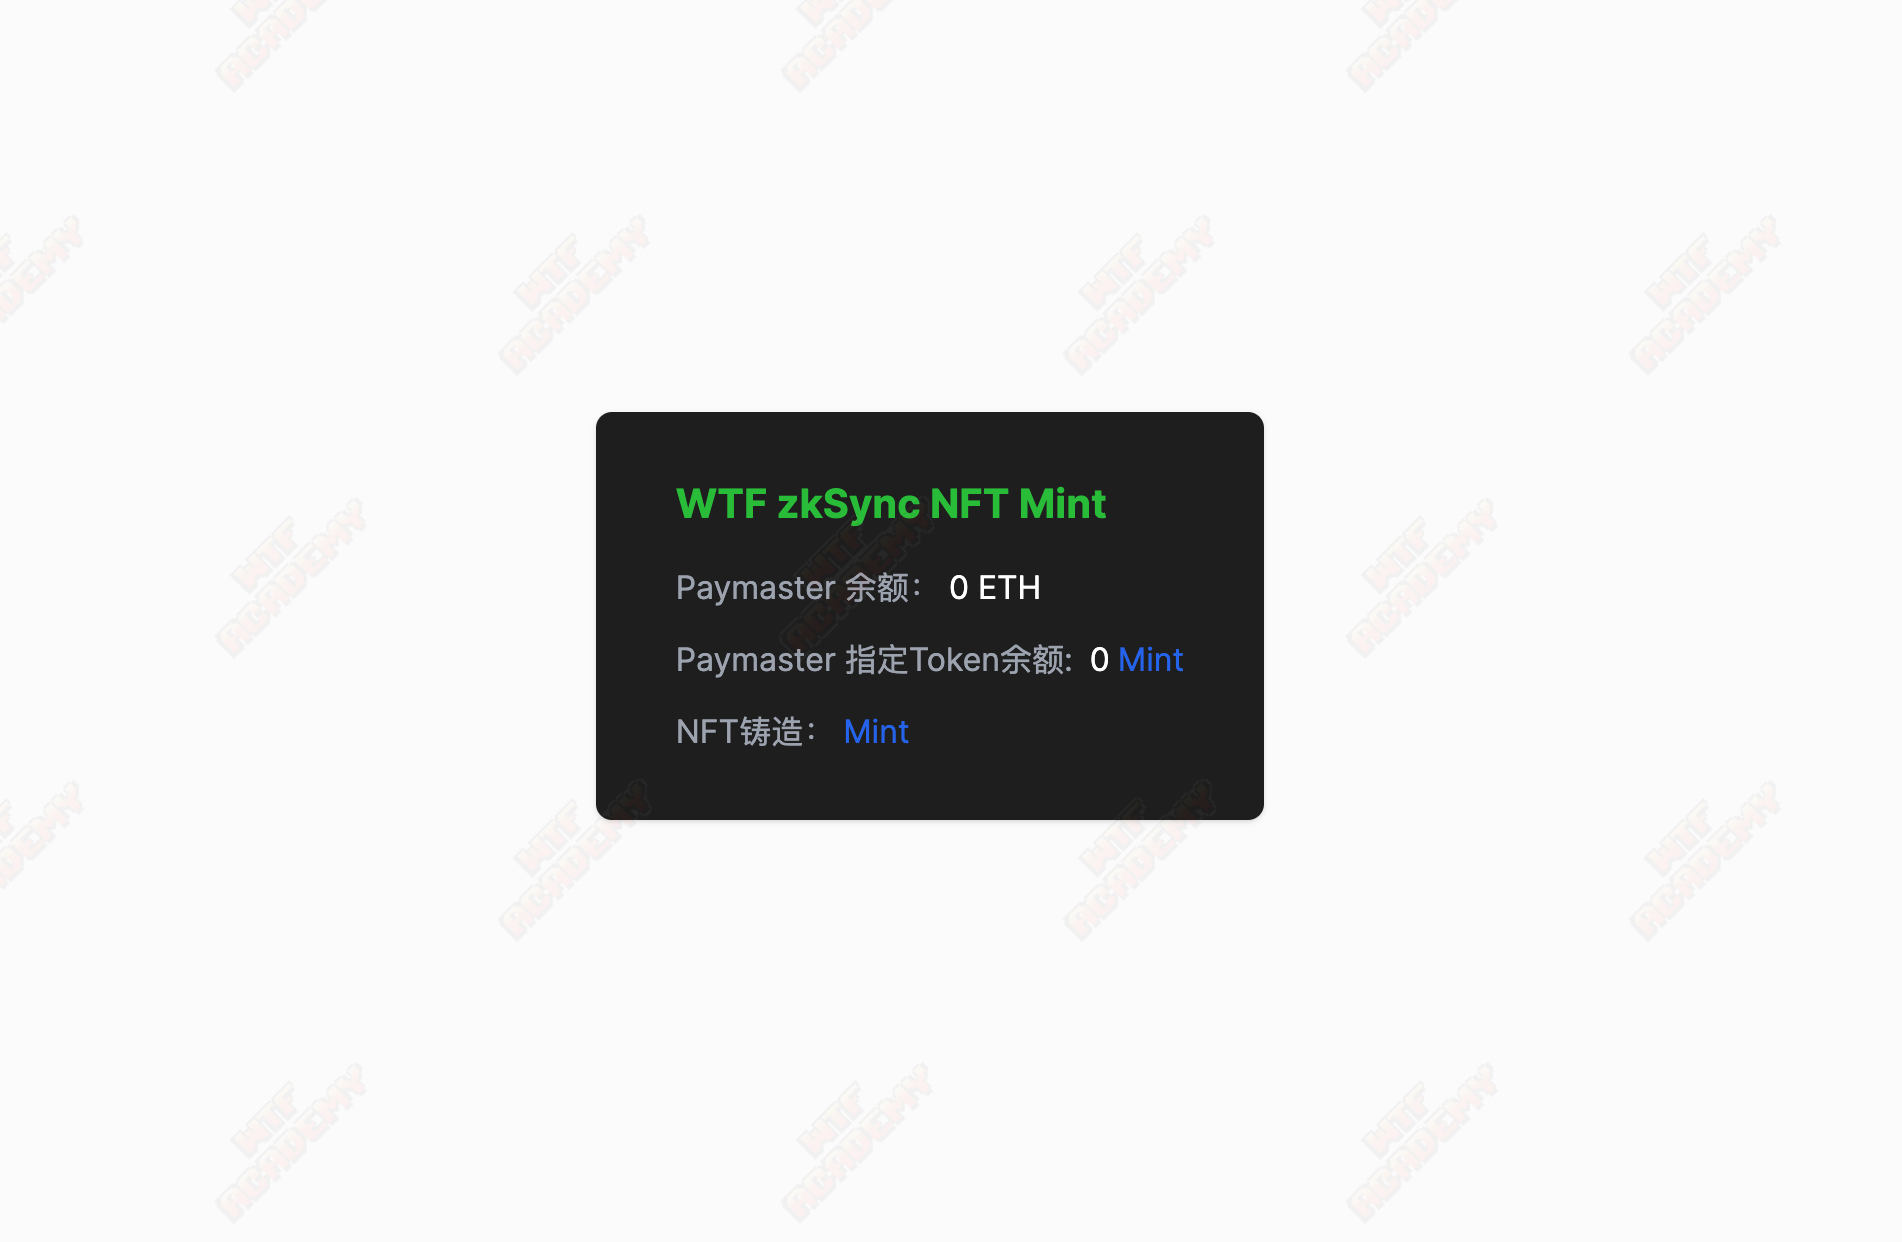 WTF zkSync NFT Mint
Paymaster 余额： 0 ETH
Paymaster 指定Token余额: 0 Mint
NFT铸造： Mint
WTF
ACADEMY